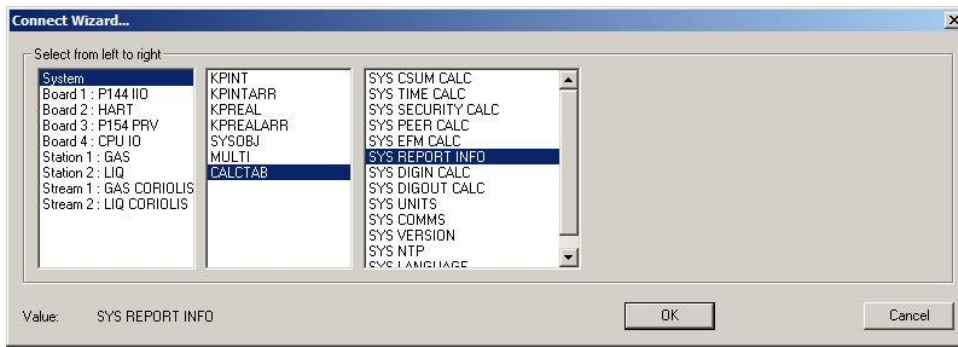 Connect Wizard...
Select from left to right
System
Board 1 : P144 IIO
Board 2 : HART
Board 3 : P154 PRV
Board 4 : CPU IO
Station 1 : GAS
Station 2 : LIQ
Stream 1 : GAS CORIOLIS
Stream 2 : LIQ CORIOLIS
KPINT
KPINTARR
KPREAL
KPREALARR
SYSOBJ
MULTI
CALCTAB
SYS CSUM CALC
SYS TIME CALC
SYS SECURITY CALC
SYS PEER CALC
SYS EFM CALC
SYS REPORT INFO
SYS DIGIN CALC
SYS DIGOUT CALC
SYS UNITS
SYS COMMS
SYS VERSION
SYS NTP
SYS LANGUAGE
Value: SYS REPORT INFO
OK
Cancel